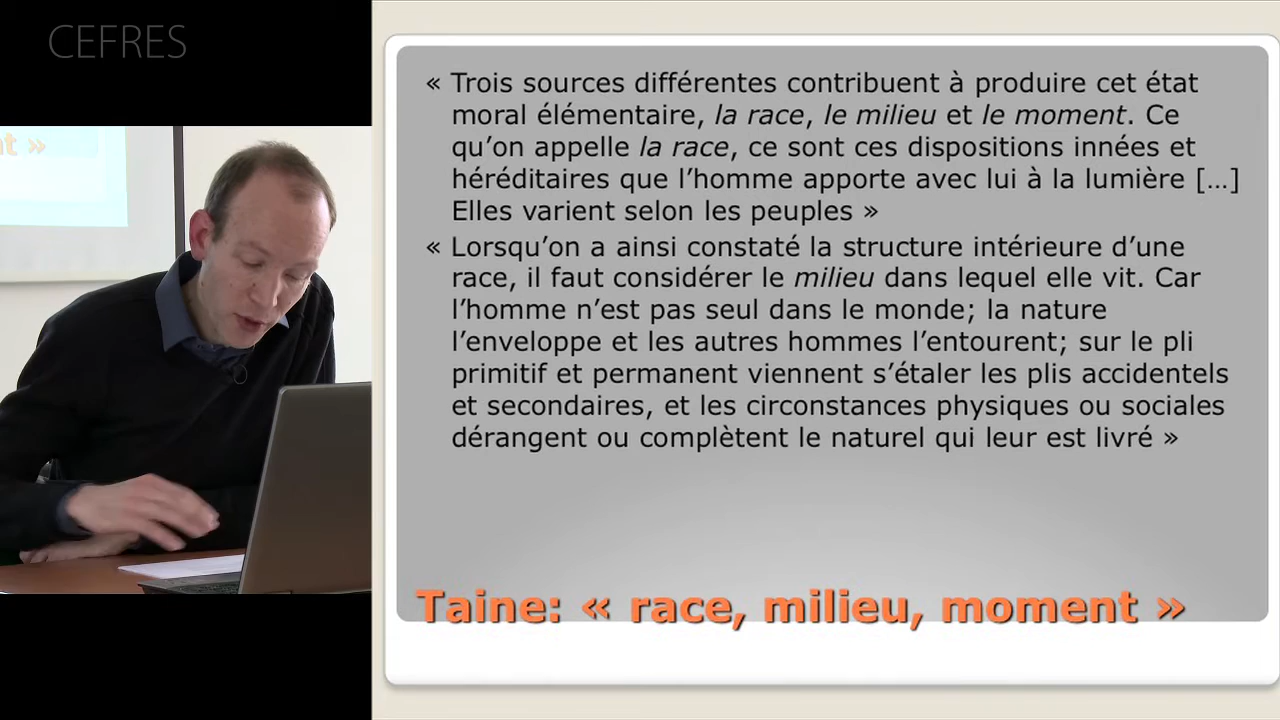 CEFRES
« Trois sources différentes contribuent à produire cet état
moral élémentaire, la race, le milieu et le moment. Ce
qu’on appelle la race, ce sont ces dispositions innées et
héréditaires que l’homme apporte avec lui à la lumière […]
Elles varient selon les peuples »
« Lorsqu’on a ainsi constaté la structure intérieure d’une
race, il faut considérer le milieu dans lequel elle vit. Car
l’homme n’est pas seul dans le monde; la nature
l’enveloppe et les autres hommes l’entourent; sur le pli
primitif et permanent viennent s’étaler les plis accidentels
et secondaires, et les circonstances physiques ou sociales
dérangent ou complètent le naturel qui leur est livré »
Taine: « race, milieu, moment »
nt »